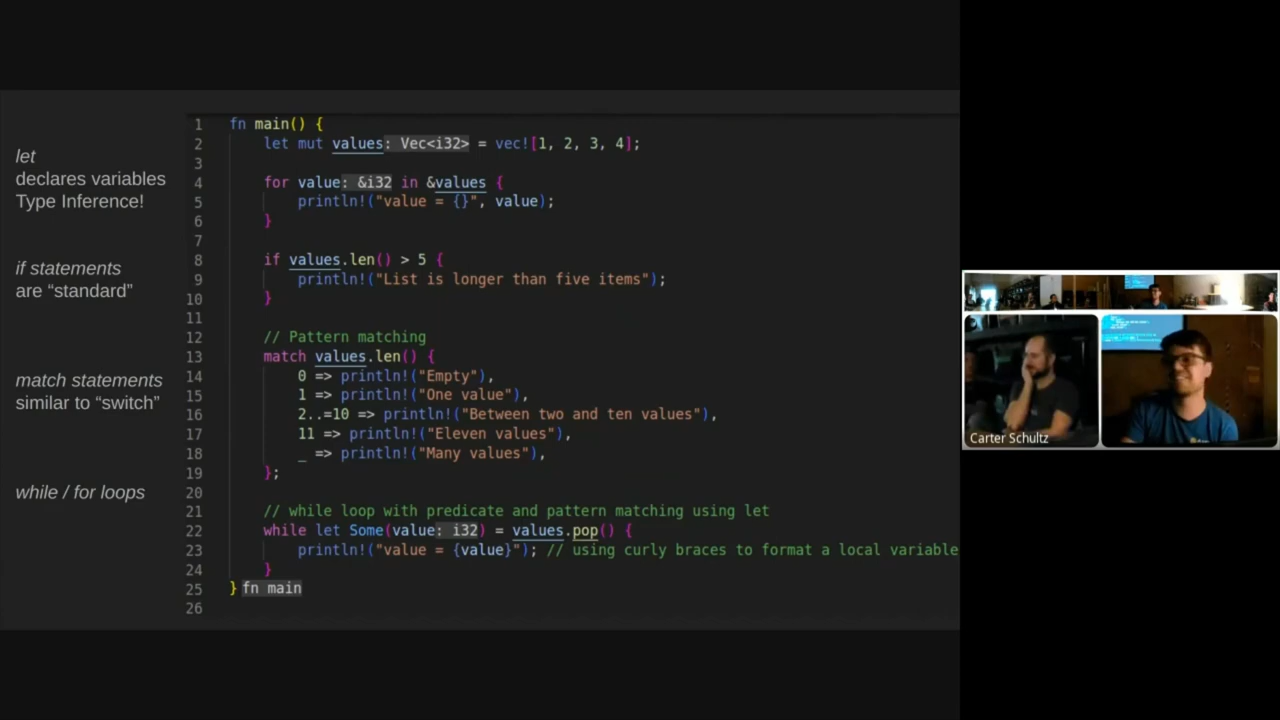 let
declares variables
Type Inference!
if statements
are “standard”
match statements
similar to “switch”
while / for loops
1 fn main() {
2 let mut values: Vec<i32> = vec![1, 2, 3, 4];
3
4 for value: &i32 in &values {
5 println!("value = {}", value);
6 }
7
8 if values.len() > 5 {
9 println!("List is longer than five items");
10 }
11
12 // Pattern matching
13 match values.len() {
14 0 => println!("Empty"),
15 1 => println!("One value"),
16 2..=10 => println!("Between two and ten values"),
17 11 => println!("Eleven values"),
18 _ => println!("Many values"),
19 };
20
21 // while loop with predicate and pattern matching using let
22 while let Some(value: i32) = values.pop() {
23 println!("value = {value}"); // using curly braces to format a local variable
24 }
25 } fn main
26
Carter Schultz